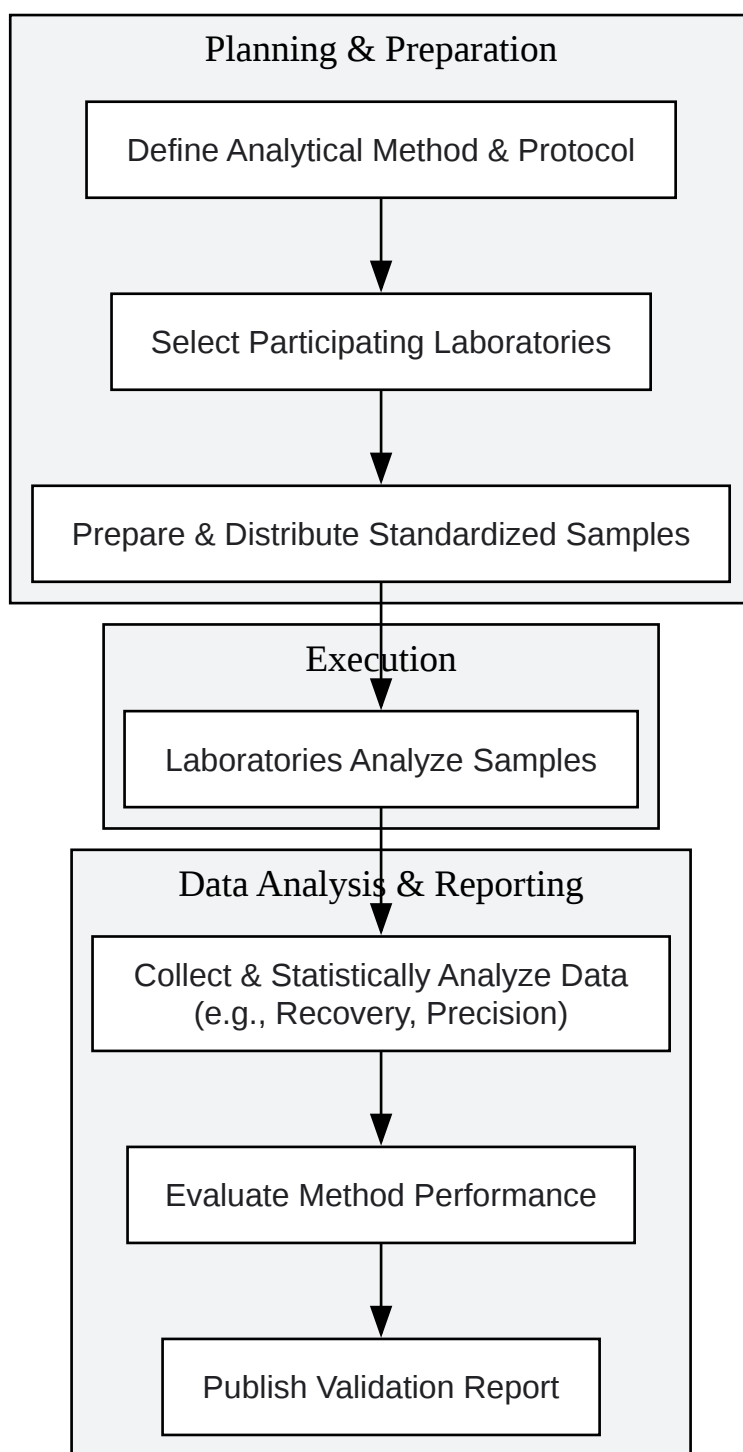 Planning & Preparation
Define Analytical Method & Protocol
Select Participating Laboratories
Prepare & Distribute Standardized Samples
Execution
Laboratories Analyze Samples
Data Analysis & Reporting
Collect & Statistically Analyze Data
(e.g., Recovery, Precision)
Evaluate Method Performance
Publish Validation Report